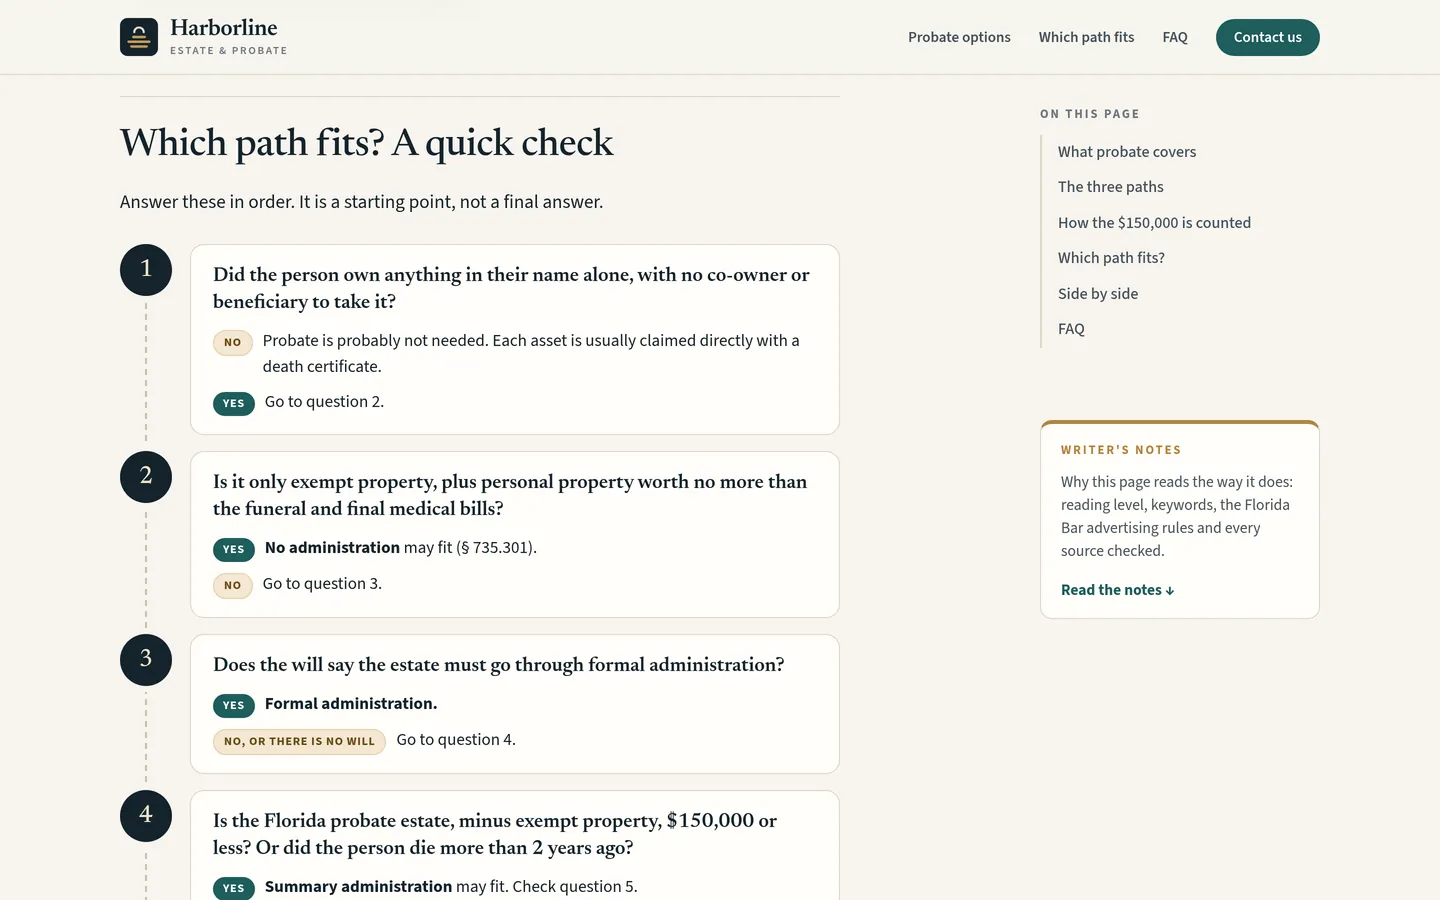 Harborline
ESTATE & PROBATE
Probate options
Which path fits
FAQ
Contact us
Which path fits? A quick check
Answer these in order. It is a starting point, not a final answer.
1
Did the person own anything in their name alone, with no co-owner or
beneficiary to take it?
NO Probate is probably not needed. Each asset is usually claimed directly with a
death certificate.
YES Go to question 2.
2
Is it only exempt property, plus personal property worth no more than
the funeral and final medical bills?
YES No administration may fit (§ 735.301).
NO Go to question 3.
3
Does the will say the estate must go through formal administration?
YES Formal administration.
NO, OR THERE IS NO WILL Go to question 4.
4
Is the Florida probate estate, minus exempt property, $150,000 or
less? Or did the person die more than 2 years ago?
YES Summary administration may fit. Check question 5.
ON THIS PAGE
What probate covers
The three paths
How the $150,000 is counted
Which path fits?
Side by side
FAQ
WRITER'S NOTES
Why this page reads the way it does:
reading level, keywords, the Florida
Bar advertising rules and every
source checked.
Read the notes ↓